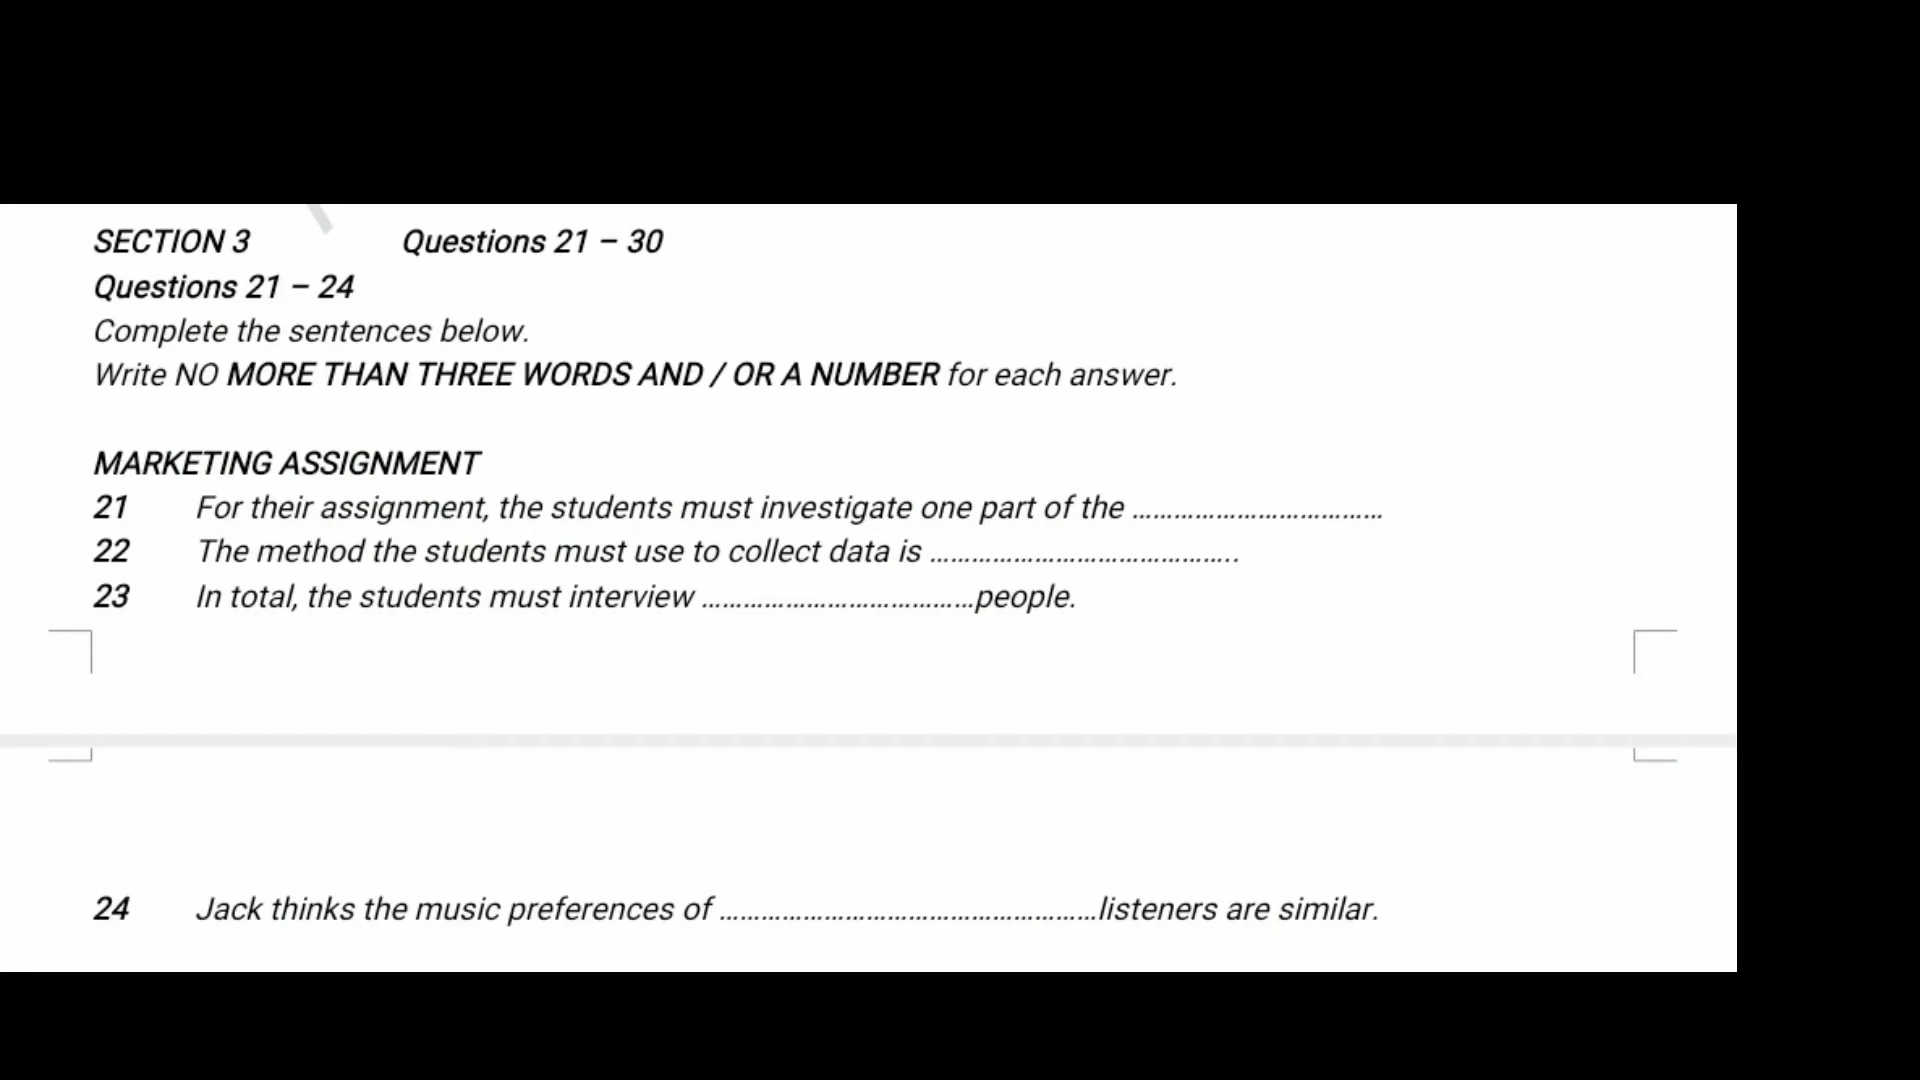 SECTION 3 Questions 21 – 30
Questions 21 – 24
Complete the sentences below.
Write NO MORE THAN THREE WORDS AND / OR A NUMBER for each answer.
MARKETING ASSIGNMENT
21 For their assignment, the students must investigate one part of the ………………………………
22 The method the students must use to collect data is ……………………………………..
23 In total, the students must interview …………………………………people.
24 Jack thinks the music preferences of ………………………………………………listeners are similar.